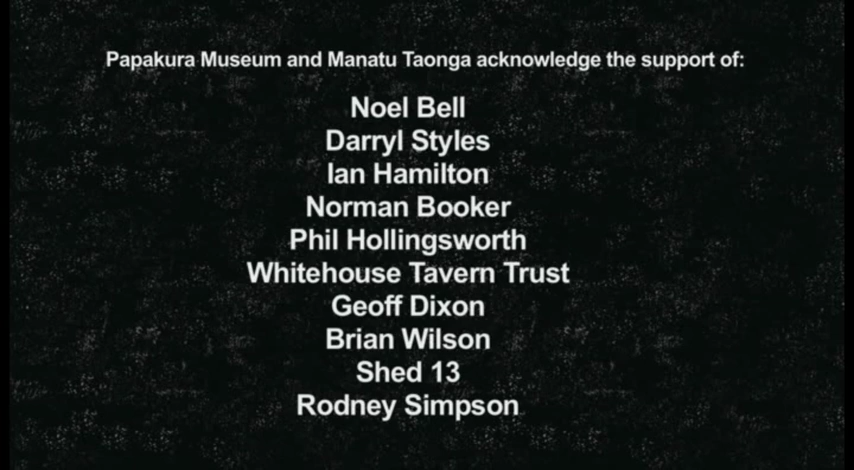 Papakura Museum and Manatu Taonga acknowledge the support of:
Noel Bell
Darryl Styles
Ian Hamilton
Norman Booker
Phil Hollingsworth
Whitehouse Tavern Trust
Geoff Dixon
Brian Wilson
Shed 13
Rodney Simpson